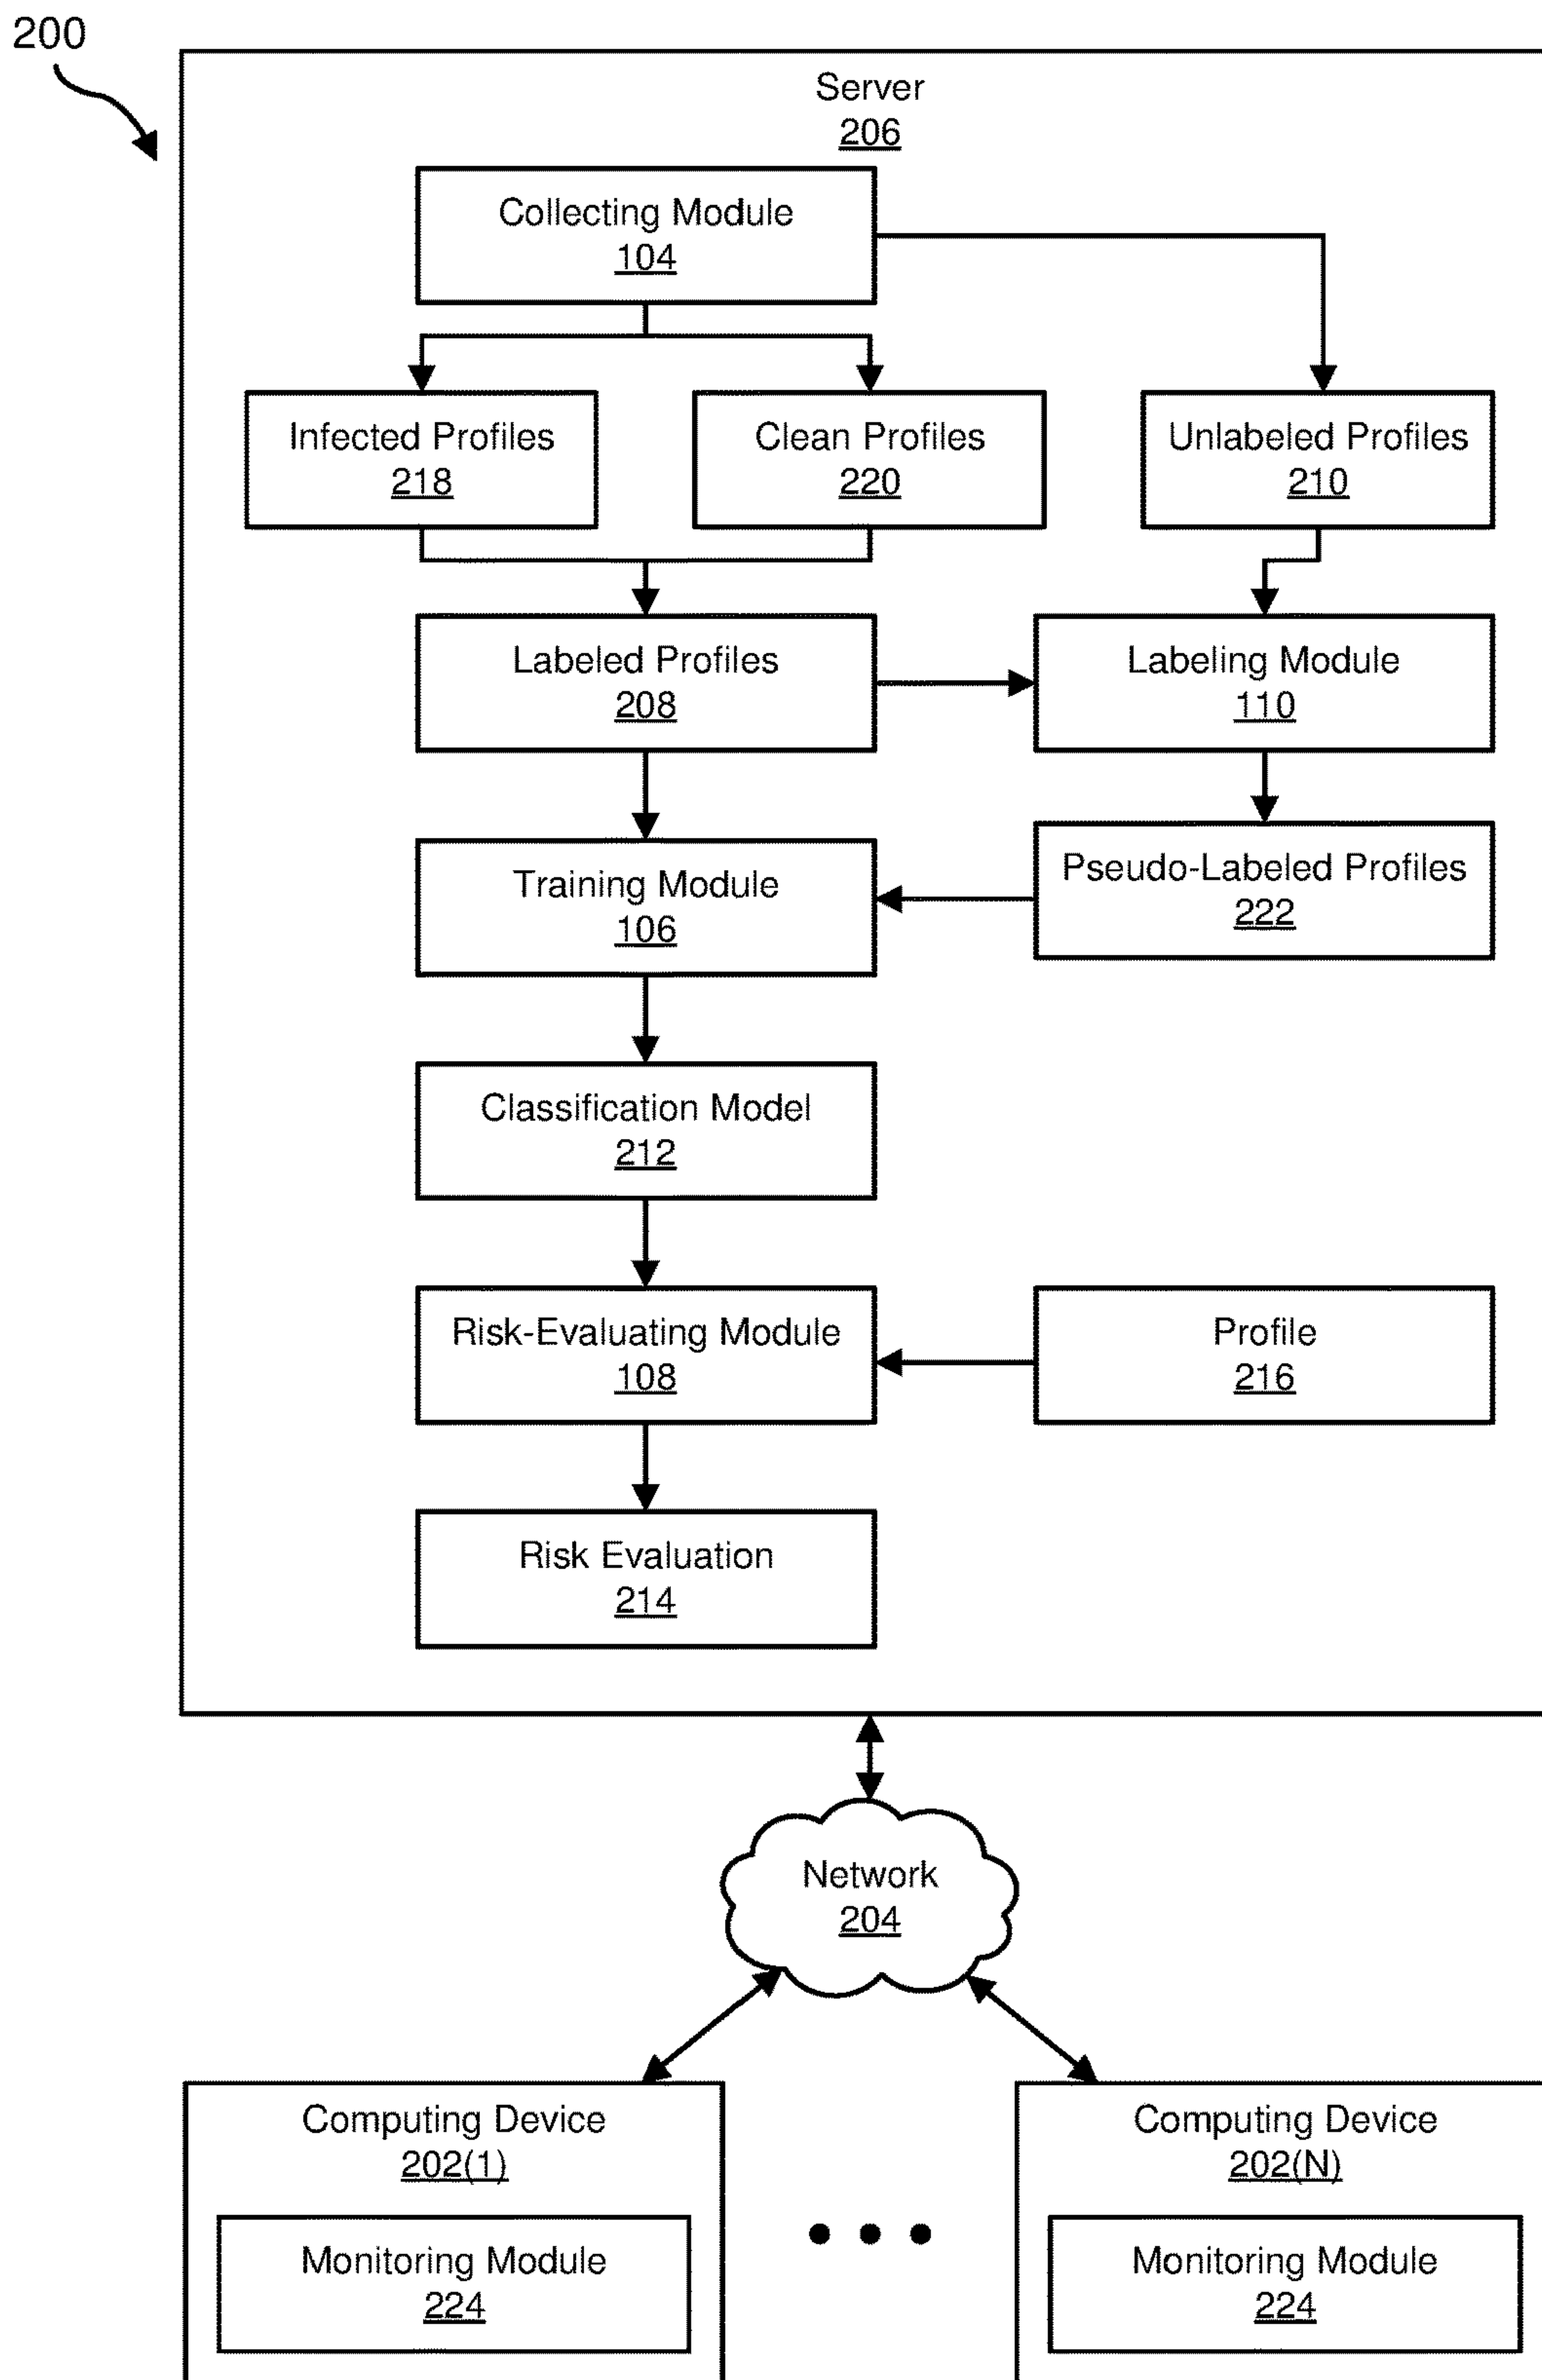 200
Server
206
Collecting Module
104
Infected Profiles
218
Clean Profiles
220
Unlabeled Profiles
210
Labeled Profiles
208
Labeling Module
110
Training Module
106
Pseudo-Labeled Profiles
222
Classification Model
212
Risk-Evaluating Module
108
Profile
216
Risk Evaluation
214
Network
204
Computing Device
202(1)
Monitoring Module
224
Computing Device
202(N)
Monitoring Module
224